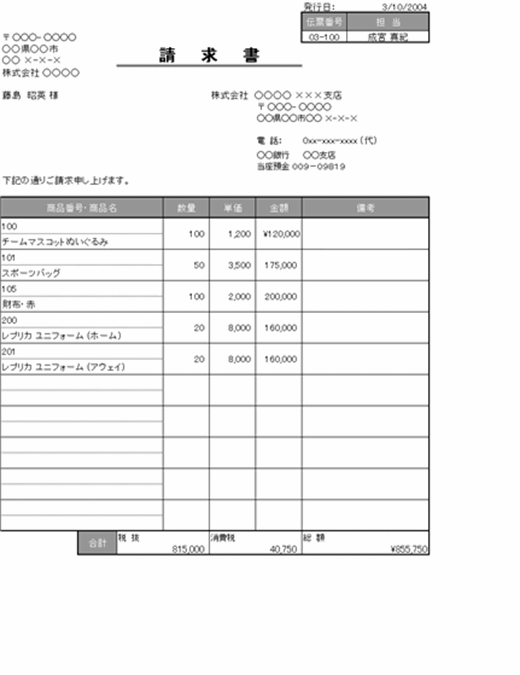 発行日: 3/10/2004
伝票番号 担 当
03-100 成宮 真紀
〒○○○-○○○○
○○県○○市
○○ ×-×-×
株式会社 ○○○○
請 求 書
藤島 昭英 様
株式会社 ○○○○ ×××支店
〒○○○-○○○○
○○県○○市○○ ×-×-×
電 話: 0xx-xxx-xxxx (代)
○○銀行 ○○支店
当座預金 009-09819
下記の通りご請求申し上げます。
商品番号・商品名 数量 単価 金額 備考
100
チームマスコットぬいぐるみ 100 1,200 ¥120,000
101
スポーツバッグ 50 3,500 175,000
105
財布・赤 100 2,000 200,000
200
レプリカ ユニフォーム (ホーム) 20 8,000 160,000
201
レプリカ ユニフォーム (アウェイ) 20 8,000 160,000
合計 税 抜 815,000 消費税 40,750 総 額 ¥855,750